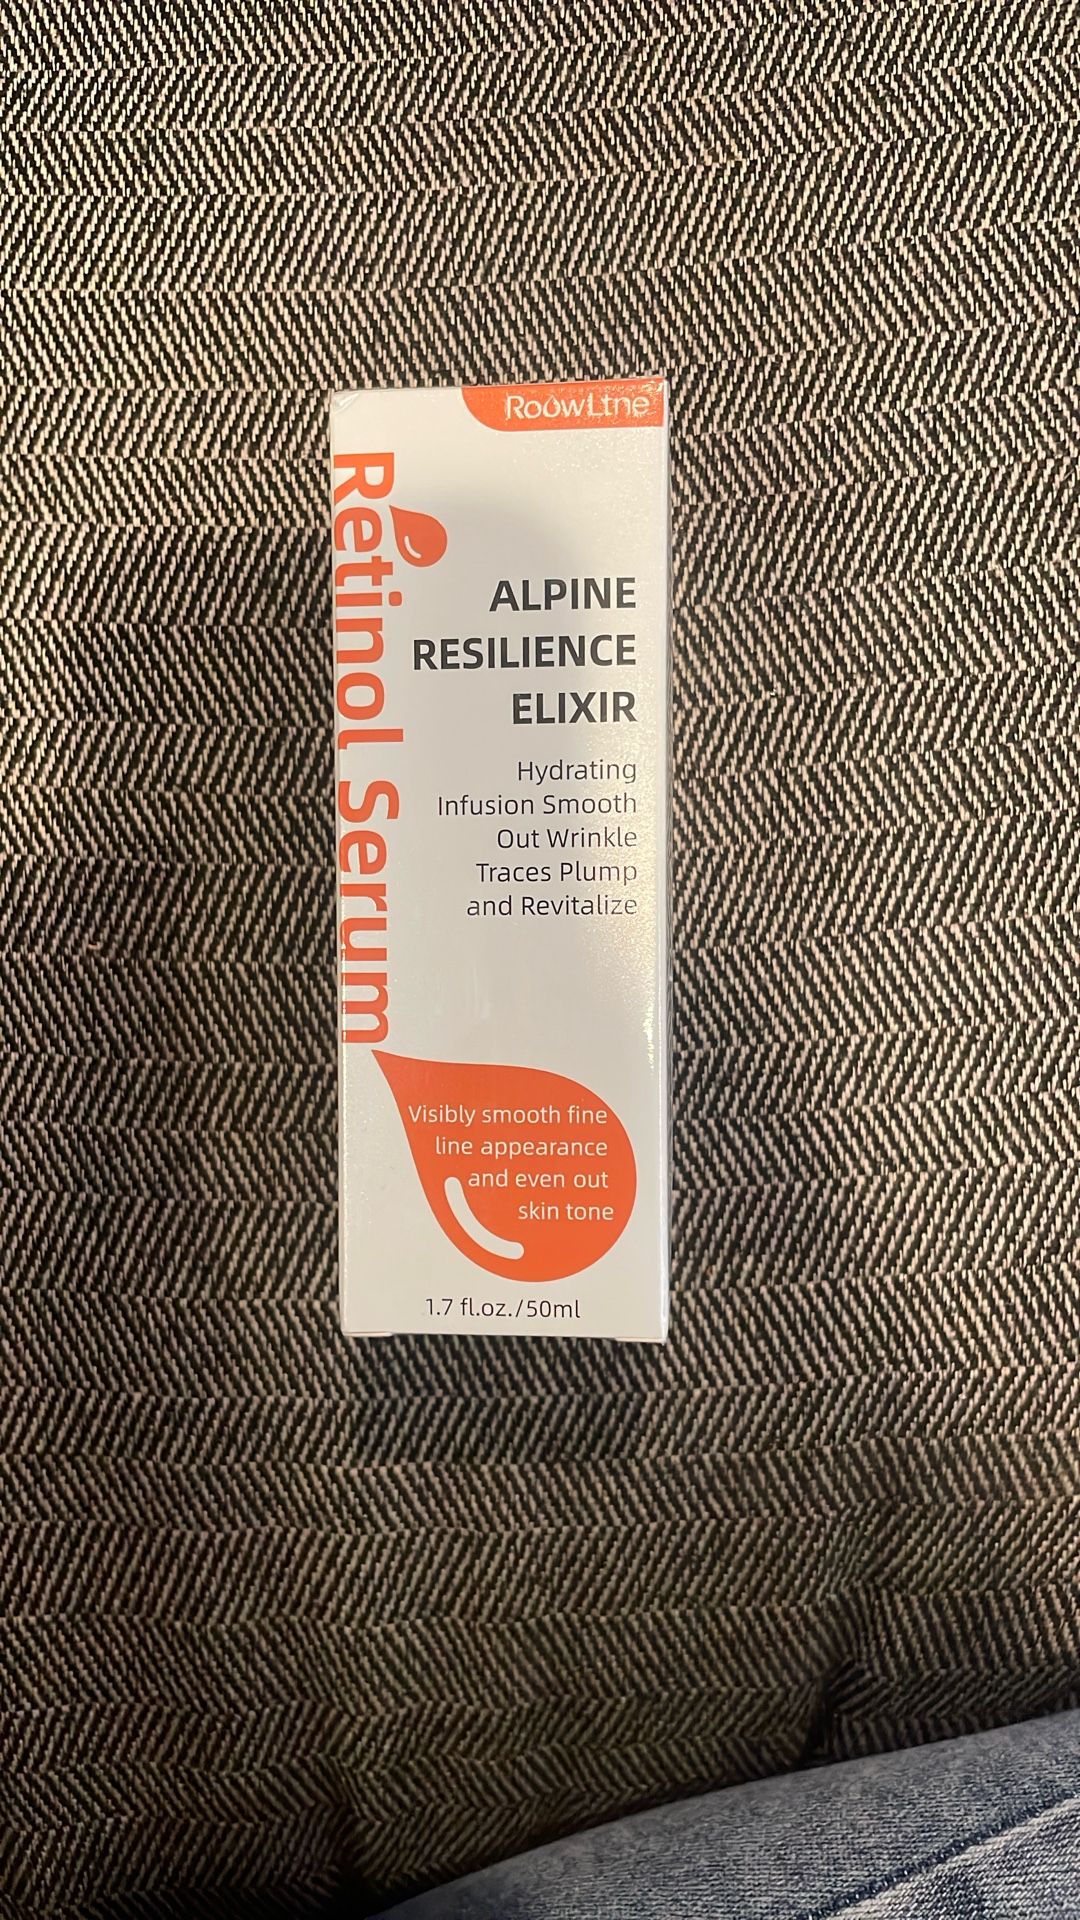 RoowLtne
Retinol Serum
ALPINE
RESILIENCE
ELIXIR
Hydrating
Infusion Smooth
Out Wrinkle
Traces Plump
and Revitalize
Visibly smooth fine
line appearance
and even out
skin tone
1.7 fl.oz./50ml